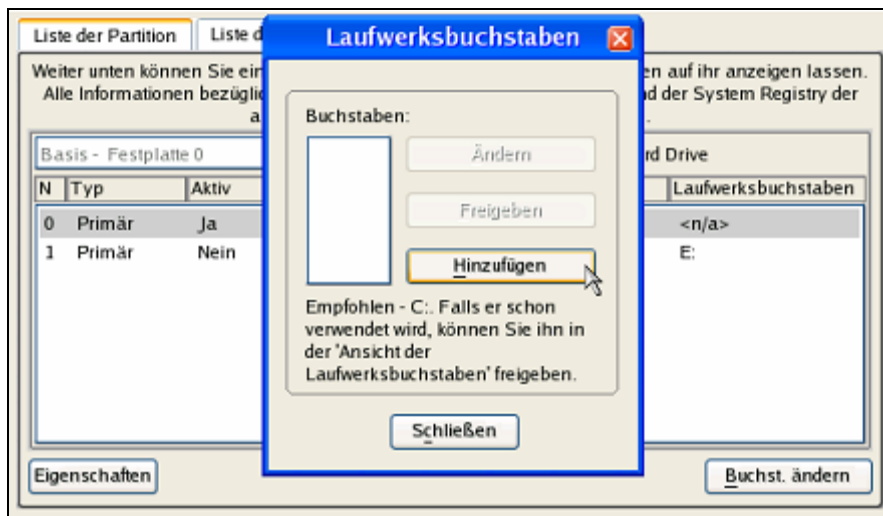 Liste der Partition
Liste d
Laufwerksbuchstaben
Weiter unten können Sie ein
en auf ihr anzeigen lassen.
Alle Informationen bezüglic
d der System Registry der
a
.
Basis - Festplatte 0
rd Drive
N Typ Aktiv
Laufwerksbuchstaben
0 Primär Ja <n/a>
1 Primär Nein E:
Buchstaben:
Ändern
Freigeben
Hinzufügen
Empfohlen - C:. Falls er schon
verwendet wird, können Sie ihn in
der 'Ansicht der
Laufwerksbuchstaben' freigeben.
Schließen
Eigenschaften
Buchst. ändern